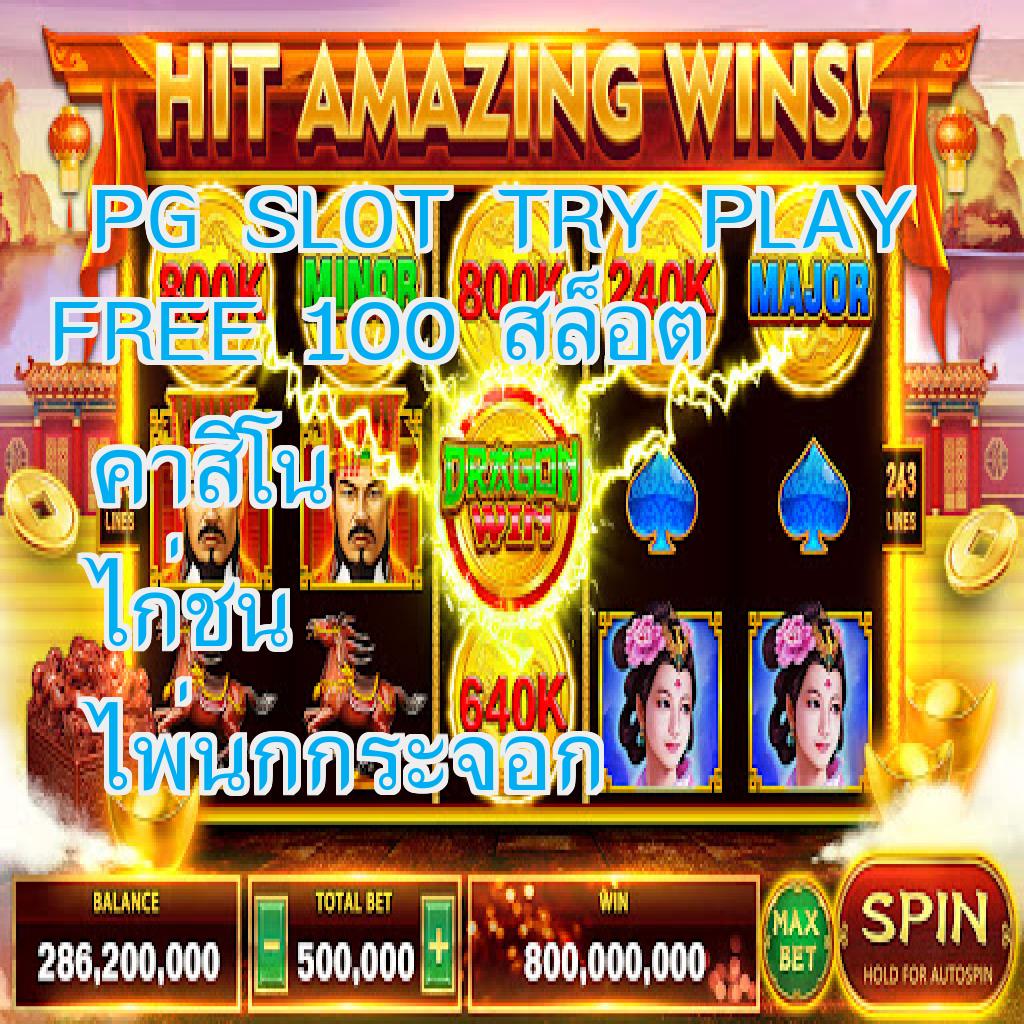 HIT AMAZING WINS!
PG SLOT TRY PLAY
800K MINOR 800K 240K MAJOR
FREE 100 สล็อต
คาสิโน
DRAGON
WIN
243
LINES LINES
ไก่ชน
640K
ไพ่นกกระจอก
BALANCE TOTAL BET WIN
286,200,000 - 500,000 + 800,000,000
MAX
BET
SPIN
HOLD FOR AUTOSPIN